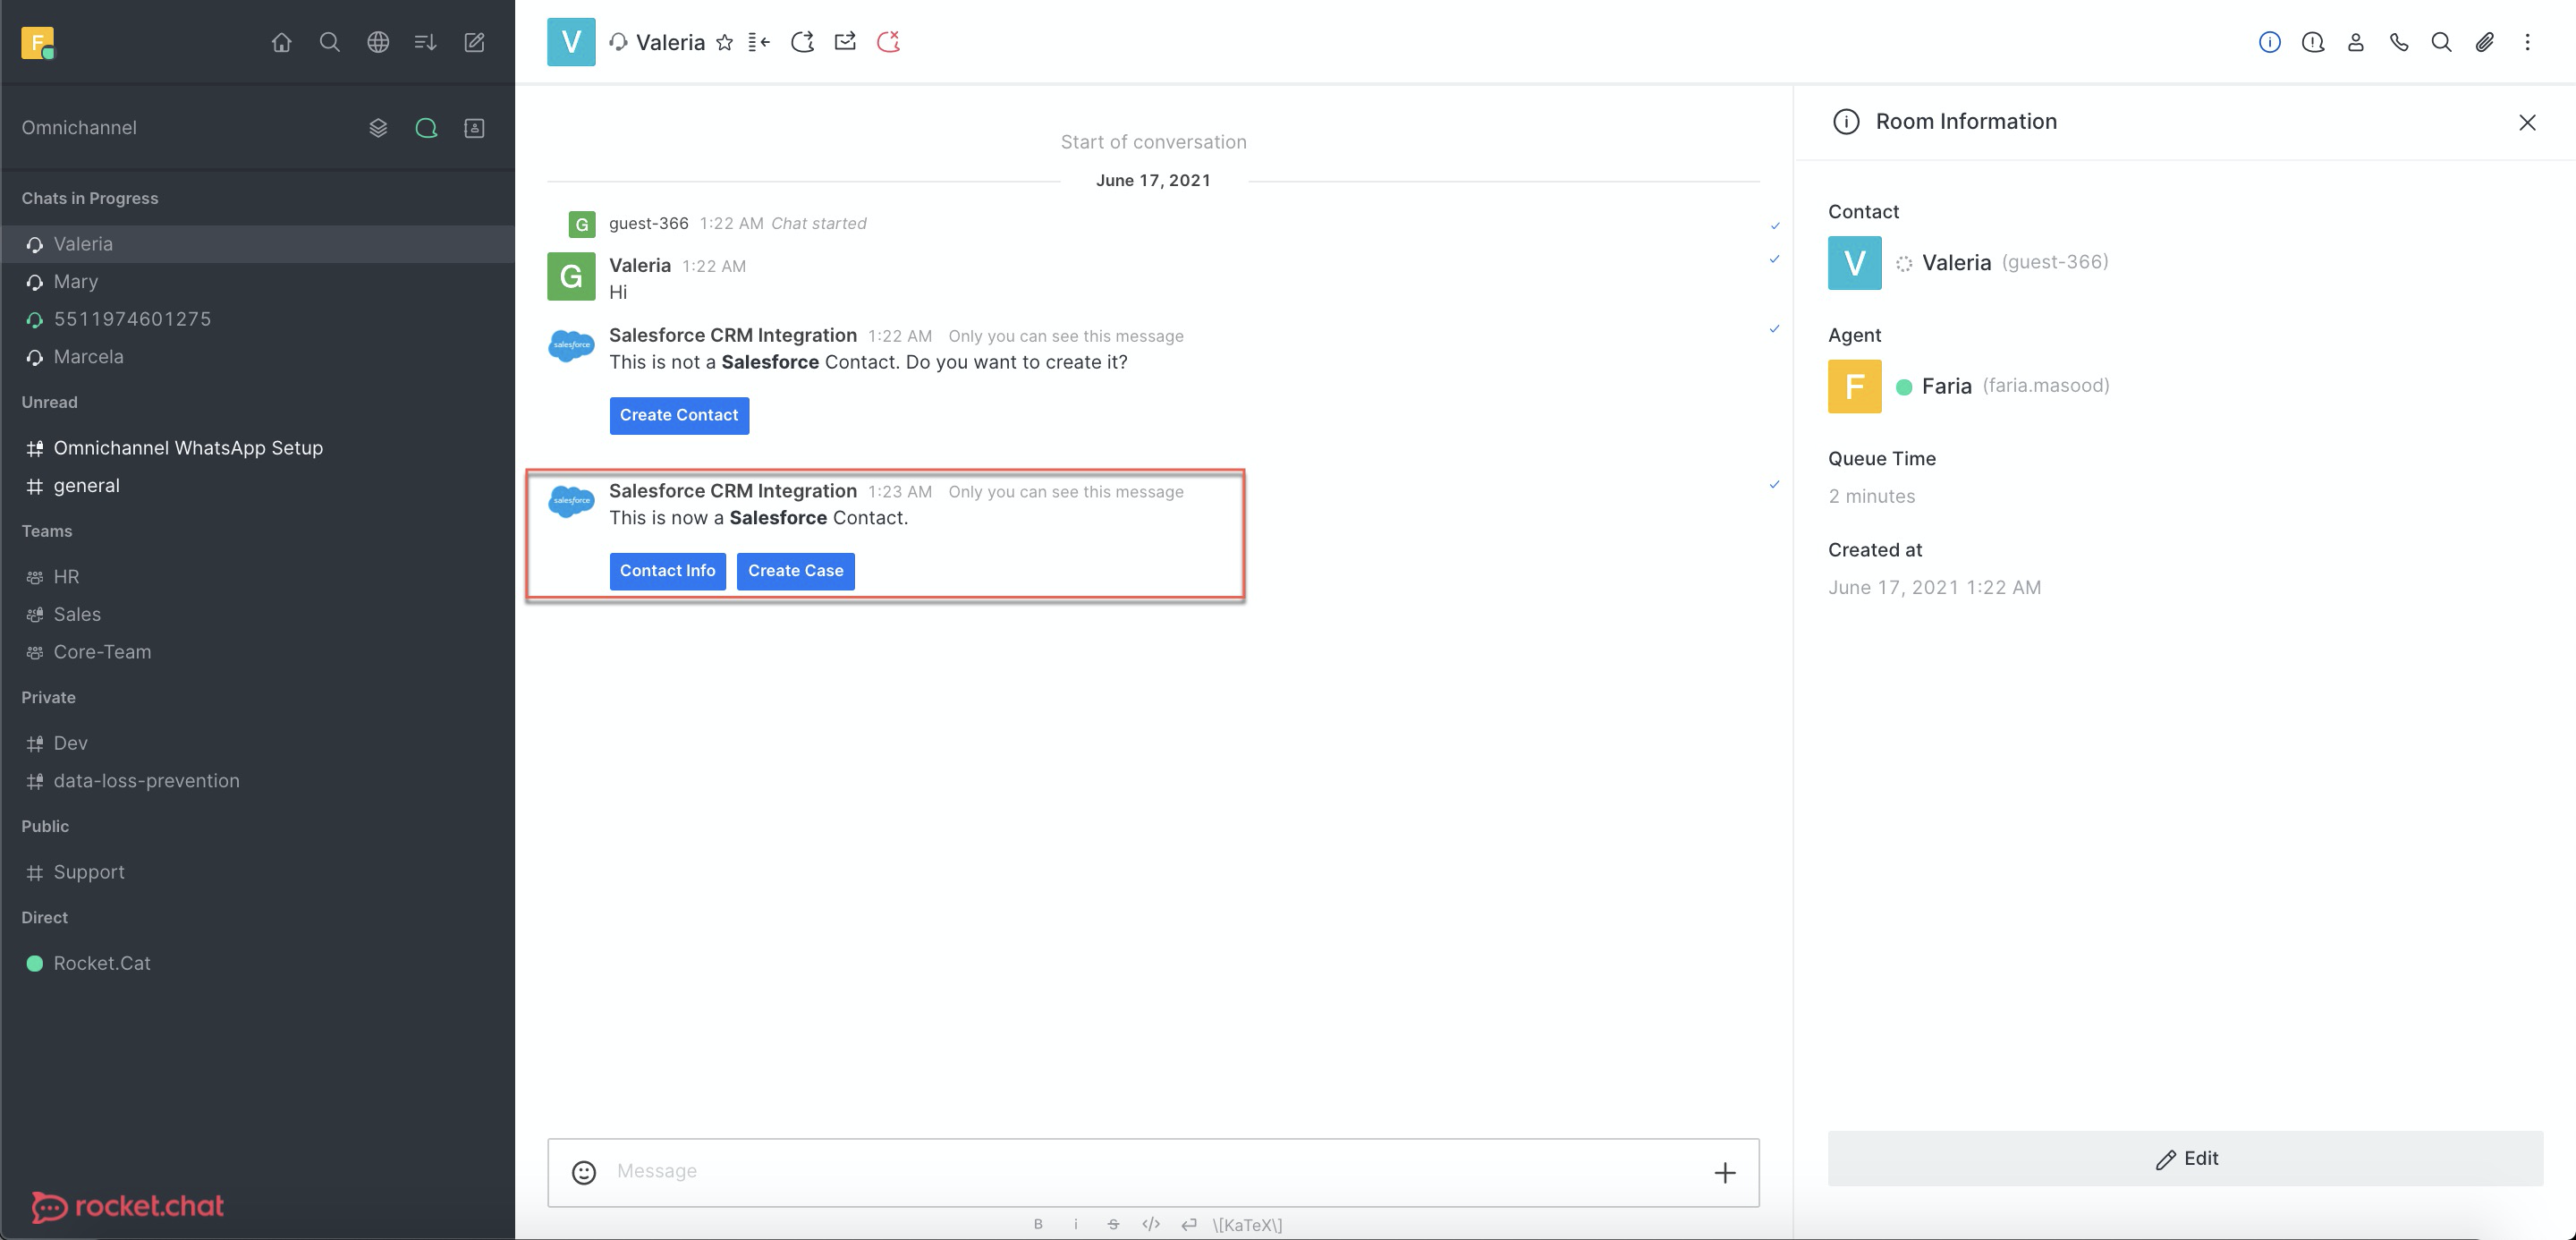 F
Omnichannel
Chats in Progress
Valeria
Mary
5511974601275
Marcela
Unread
Omnichannel WhatsApp Setup
general
Teams
HR
Sales
Core-Team
Private
Dev
data-loss-prevention
Public
Support
Direct
Rocket.Cat
rocket.chat
V Valeria
Start of conversation
June 17, 2021
G guest-366 1:22 AM Chat started
G Valeria 1:22 AM
Hi
salesforce Salesforce CRM Integration 1:22 AM Only you can see this message
This is not a Salesforce Contact. Do you want to create it?
Create Contact
salesforce Salesforce CRM Integration 1:23 AM Only you can see this message
This is now a Salesforce Contact.
Contact Info Create Case
Message
B i S </> \[KaTeX\]
Room Information
Contact
V Valeria (guest-366)
Agent
F Faria (faria.masood)
Queue Time
2 minutes
Created at
June 17, 2021 1:22 AM
Edit